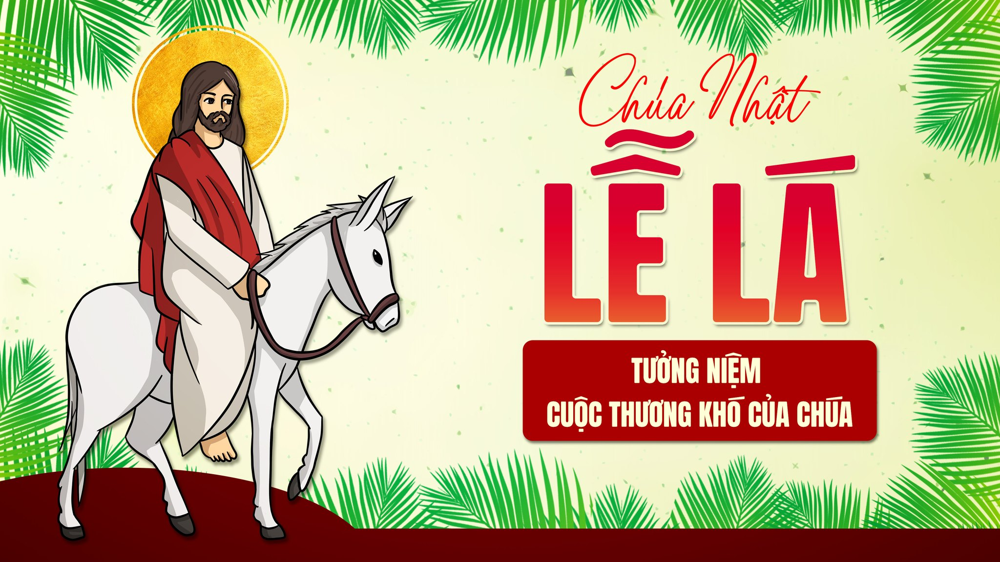 Chúa Nhật
LỄ LÁ
TƯỞNG NIỆM
CUỘC THƯƠNG KHÓ CỦA CHÚA